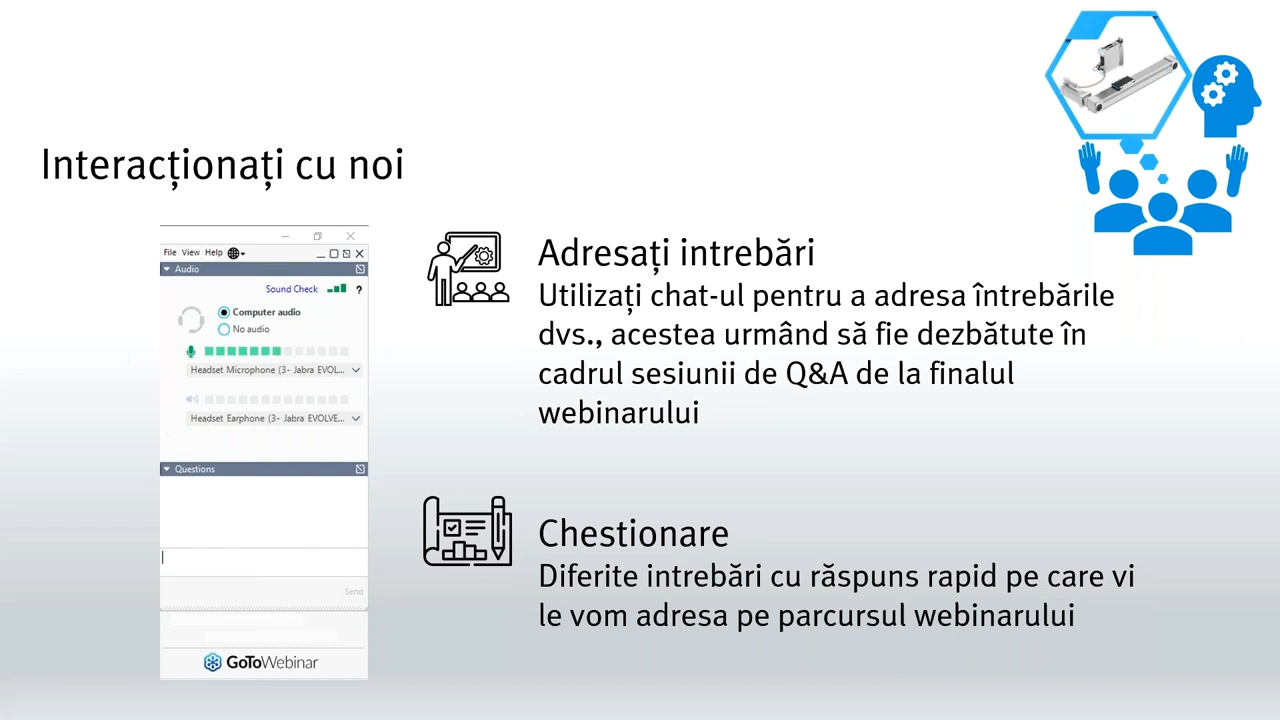 Interacționați cu noi
File View Help
Audio
Sound Check
?
Computer audio
No audio
Headset Microphone (3- Jabra EVOL...
Headset Earphone (3- Jabra EVOLVE...
Questions
Send
GoToWebinar
Adresați intrebări
Utilizați chat-ul pentru a adresa întrebările
dvs., acestea urmând să fie dezbătute în
cadrul sesiunii de Q&A de la finalul
webinarului
Chestionare
Diferite intrebări cu răspuns rapid pe care vi
le vom adresa pe parcursul webinarului